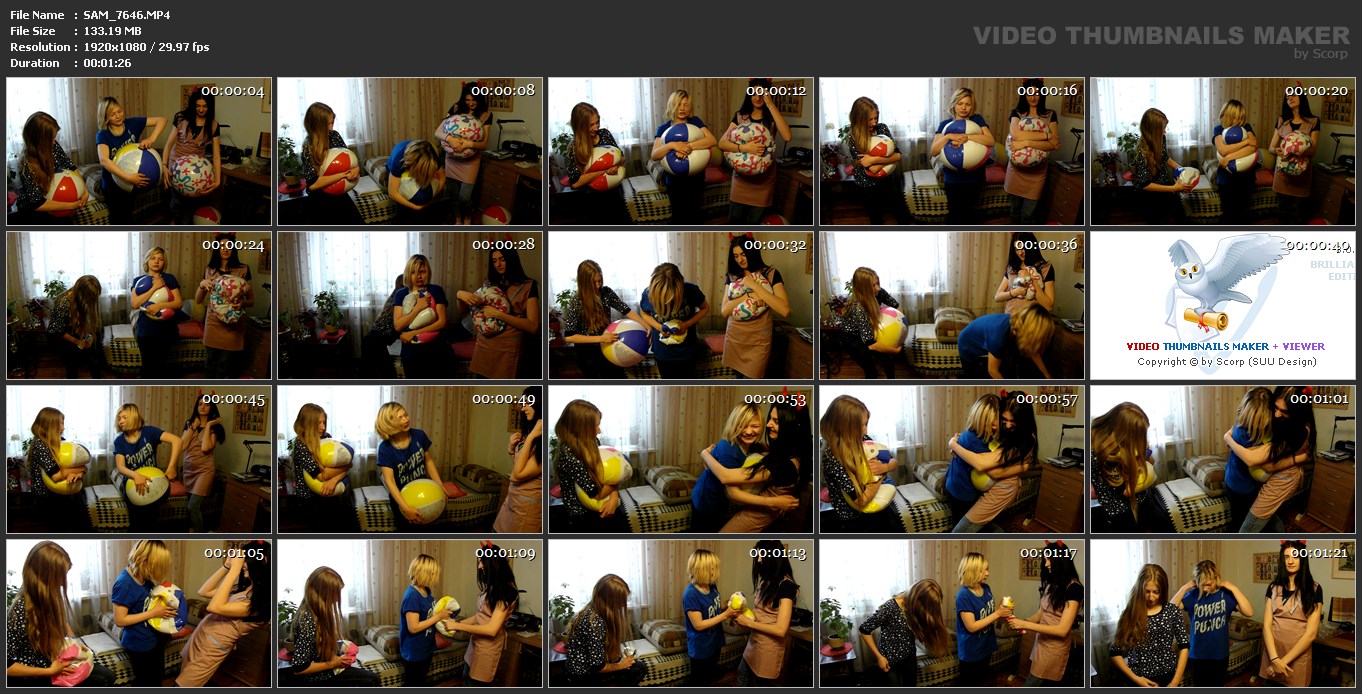 File Name : SAM_7646.MP4
File Size : 133.19 MB
Resolution : 1920x1080 / 29.97 fps
Duration : 00:01:26
VIDEO THUMBNAILS MAKER
by Scorp
00:00:04 00:00:08 00:00:12 00:00:16 00:00:20
00:00:24 00:00:28 00:00:32 00:00:36 00:00:40
BRILLIA
EDITI
VIDEO THUMBNAILS MAKER + VIEWER
Copyright © by Scorp (SUU Design)
00:00:45 00:00:49 00:00:53 00:00:57 00:01:01
POWER
PUNCH
00:01:05 00:01:09 00:01:13 00:01:17 00:01:21
POWER
PUNCH